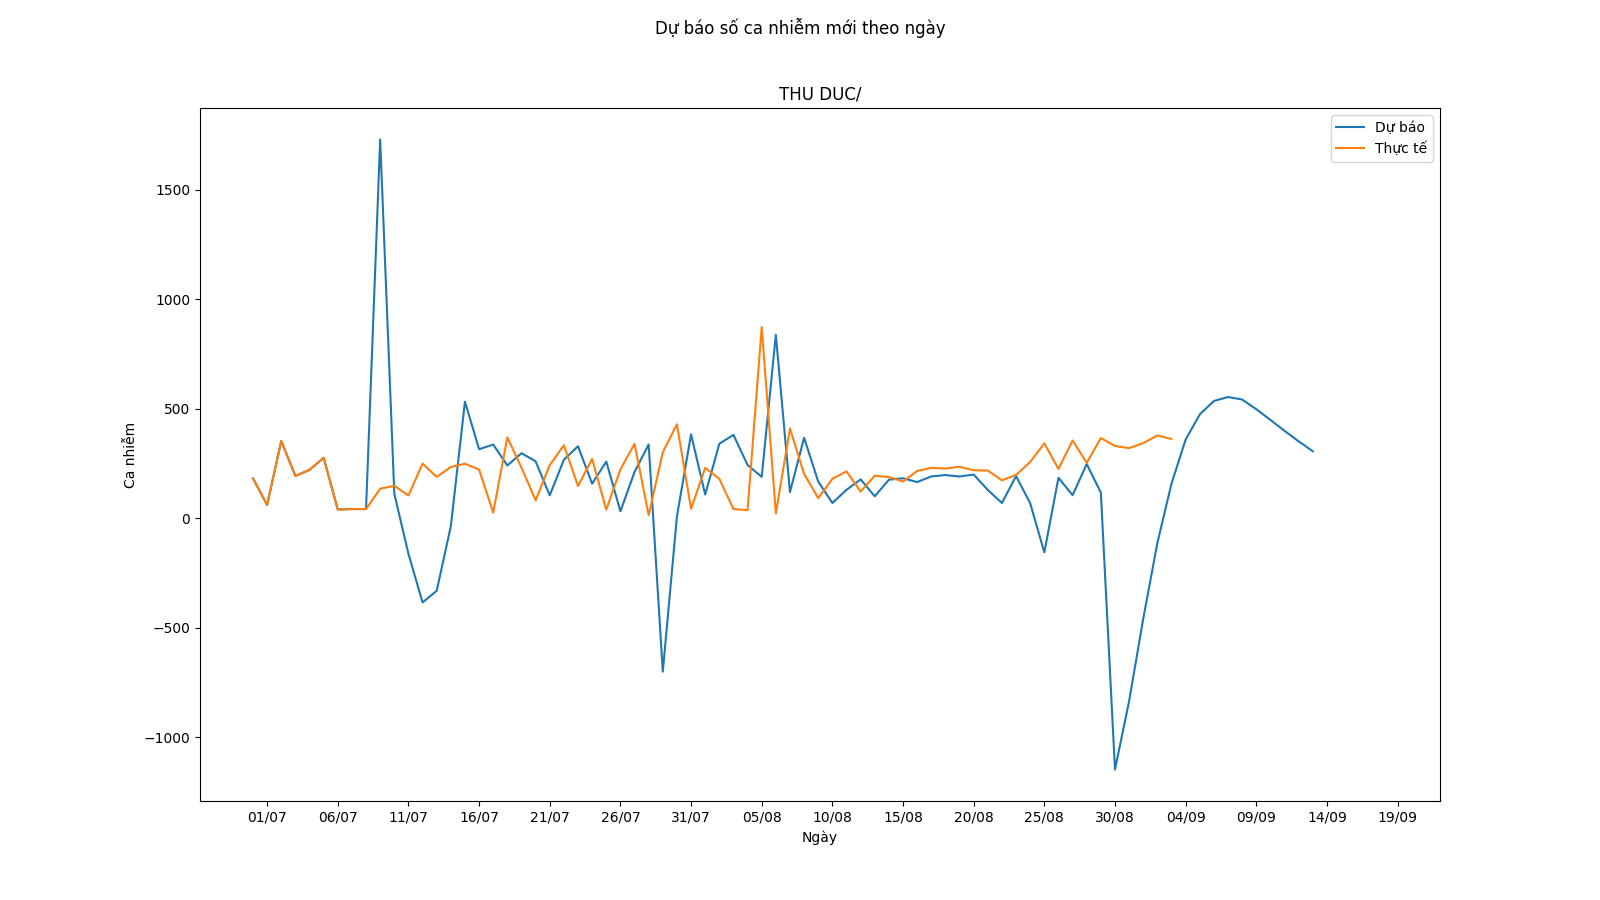 Dự báo số ca nhiễm mới theo ngày
THU DUC/
Dự báo
Thực tế
1500
1000
500
0
−500
−1000
Ca nhiễm
01/07 06/07 11/07 16/07 21/07 26/07 31/07 05/08 10/08 15/08 20/08 25/08 30/08 04/09 09/09 14/09 19/09
Ngày